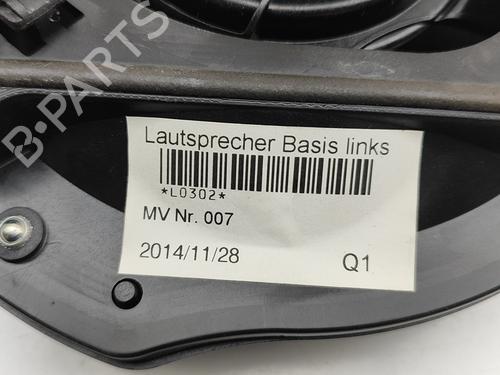 B-PARTS
Lautsprecher Basis links
*L0302*
MV Nr. 007
2014/11/28 Q1